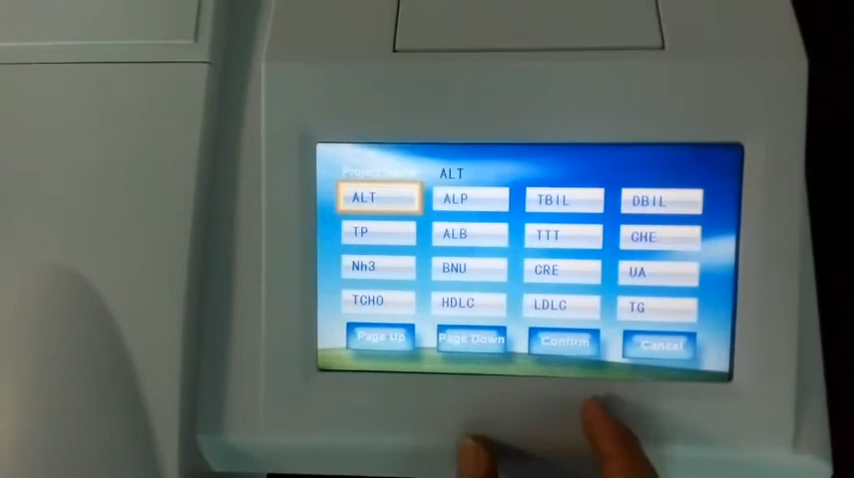 Project Name ALT
ALT ALP TBIL DBIL
TP ALB TTT CHE
Nh3 BNU CRE UA
TCHO HDLC LDLC TG
Page Up Page Down Confirm Cancel